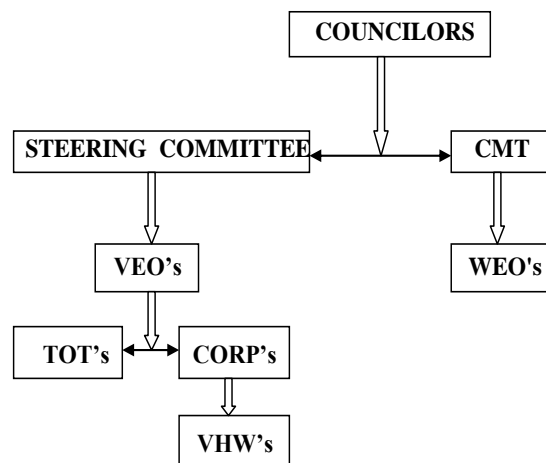 COUNCILORS
STEERING COMMITTEE
CMT
VEO’s
WEO's
TOT’s
CORP’s
VHW’s